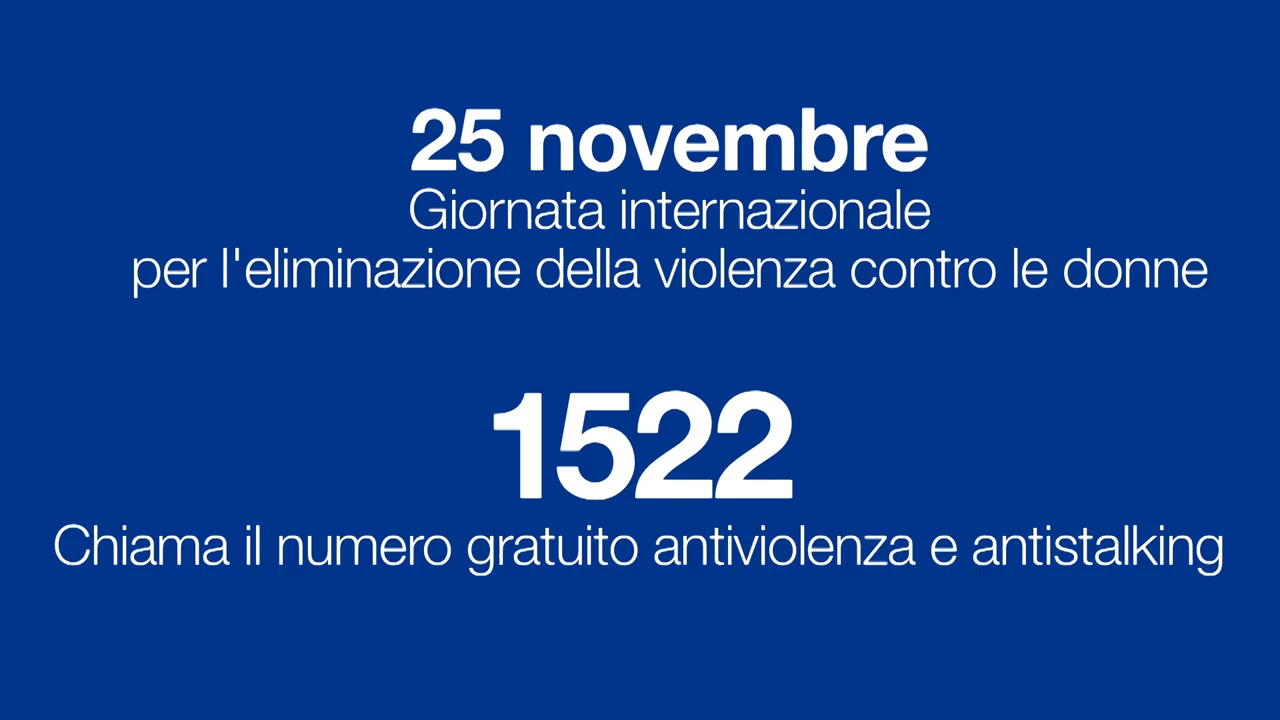 25 novembre
Giornata internazionale
per l'eliminazione della violenza contro le donne
1522
Chiama il numero gratuito antiviolenza e antistalking